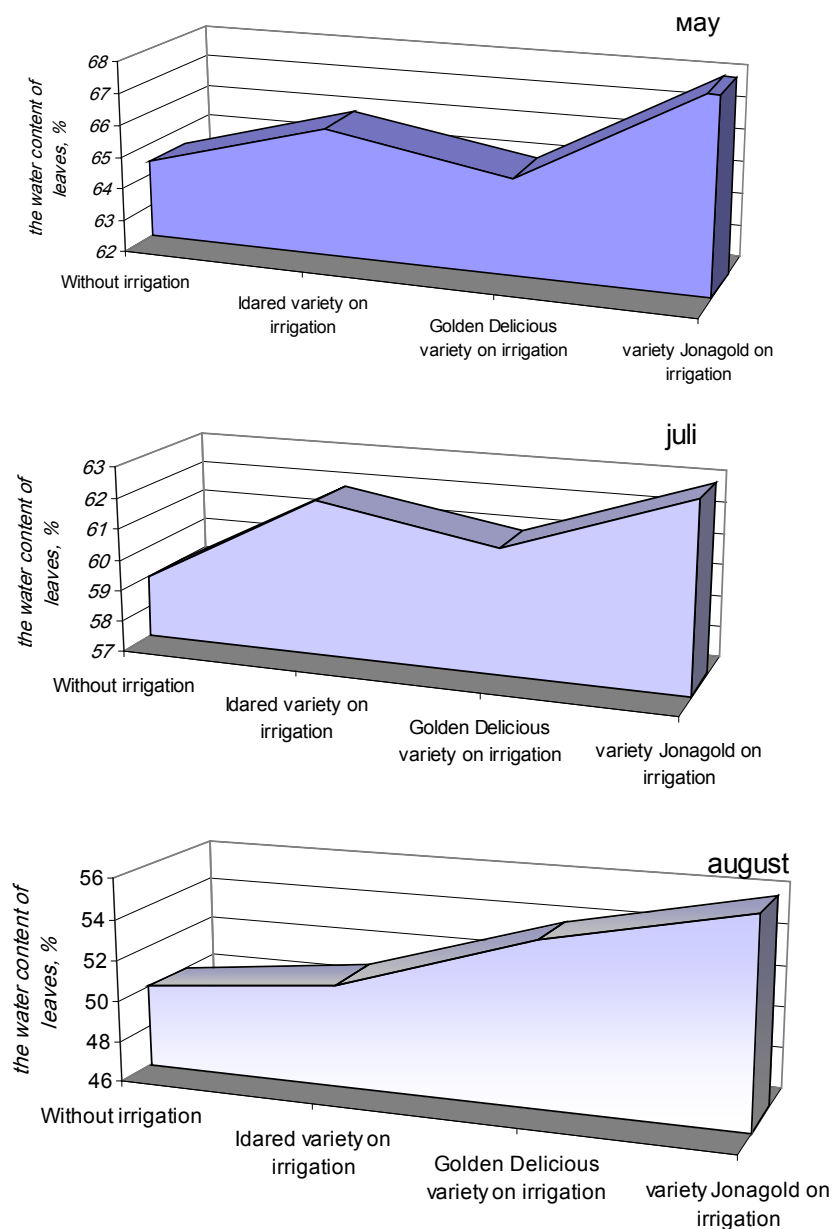 мay
the water content of
leaves, %
68
67
66
65
64
63
62
Without irrigation
Idared variety on
irrigation
Golden Delicious
variety on irrigation
variety Jonagold on
irrigation
juli
the water content of
leaves, %
63
62
61
60
59
58
57
Without irrigation
Idared variety on
irrigation
Golden Delicious
variety on irrigation
variety Jonagold on
irrigation
august
the water content of
leaves, %
56
54
52
50
48
46
Without irrigation
Idared variety on
irrigation
Golden Delicious
variety on irrigation
variety Jonagold on
irrigation